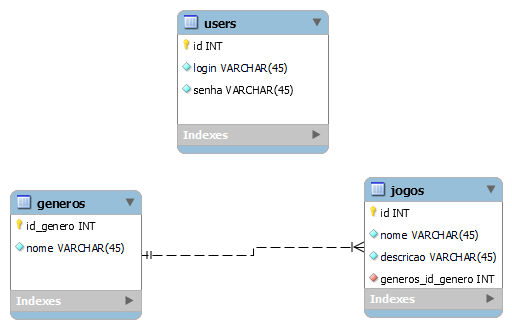 users
id INT
login VARCHAR(45)
senha VARCHAR(45)
Indexes
generos
id_genero INT
nome VARCHAR(45)
Indexes
jogos
id INT
nome VARCHAR(45)
descricao VARCHAR(45)
generos_id_genero INT
Indexes